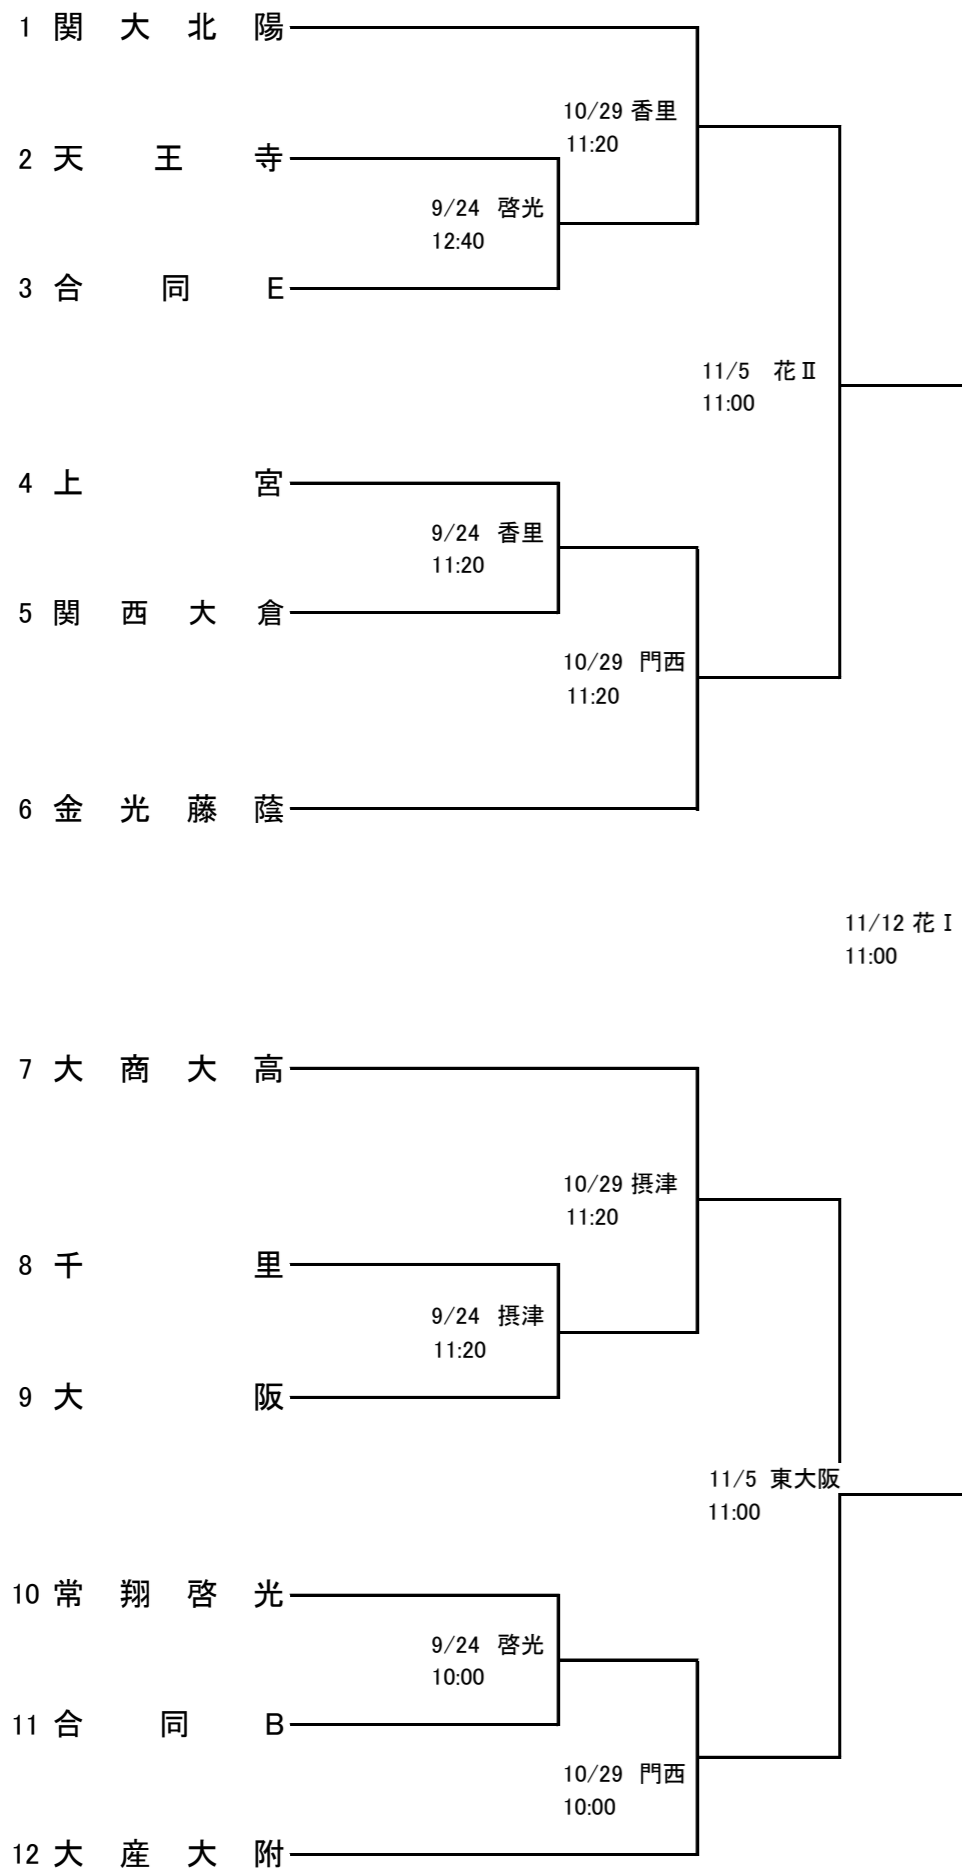 1 関大北陽
10/29 香里
11:20
2 天王寺
9/24 啓光
12:40
3 合同E
11/5 花Ⅱ
11:00
4 上宮
9/24 香里
11:20
5 関西大倉
10/29 門西
11:20
6 金光藤蔭
11/12 花Ⅰ
11:00
7 大商大高
10/29 摂津
11:20
8 千里
9/24 摂津
11:20
9 大阪
11/5 東大阪
11:00
10 常翔啓光
9/24 啓光
10:00
11 合同B
10/29 門西
10:00
12 大産大附